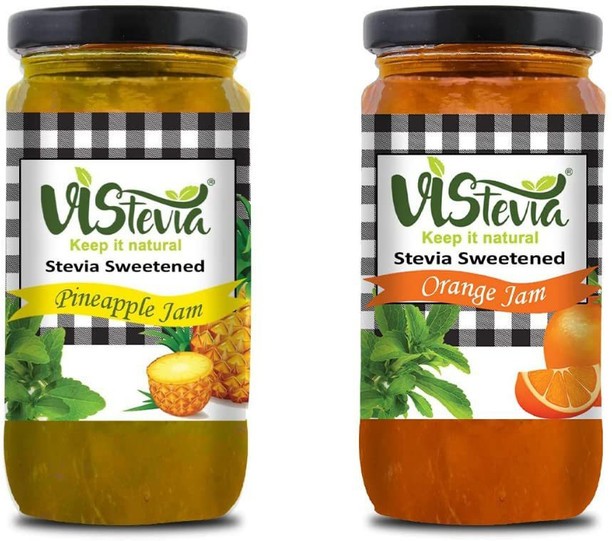 ViStevia®
Keep it natural
Stevia Sweetened
Pineapple Jam
ViStevia®
Keep it natural
Stevia Sweetened
Orange Jam